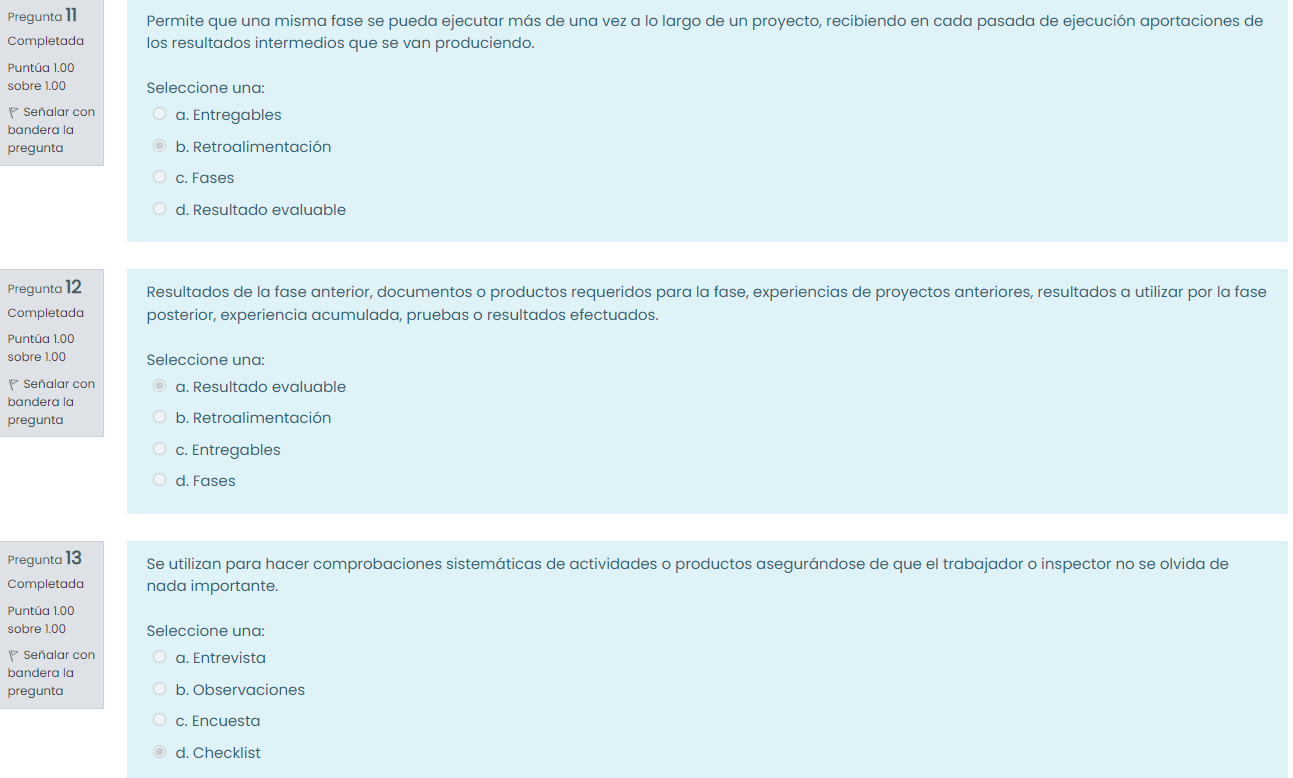 Pregunta 11
Completada
Puntúa 1.00
sobre 1.00
Señalar con
bandera la
pregunta
Permite que una misma fase se pueda ejecutar más de una vez a lo largo de un proyecto, recibiendo en cada pasada de ejecución aportaciones de
los resultados intermedios que se van produciendo.
Seleccione una:
a. Entregables
b. Retroalimentación
c. Fases
d. Resultado evaluable
Pregunta 12
Completada
Puntúa 1.00
sobre 1.00
Señalar con
bandera la
pregunta
Resultados de la fase anterior, documentos o productos requeridos para la fase, experiencias de proyectos anteriores, resultados a utilizar por la fase
posterior, experiencia acumulada, pruebas o resultados efectuados.
Seleccione una:
a. Resultado evaluable
b. Retroalimentación
c. Entregables
d. Fases
Pregunta 13
Completada
Puntúa 1.00
sobre 1.00
Señalar con
bandera la
pregunta
Se utilizan para hacer comprobaciones sistemáticas de actividades o productos asegurándose de que el trabajador o inspector no se olvida de
nada importante.
Seleccione una:
a. Entrevista
b. Observaciones
c. Encuesta
d. Checklist